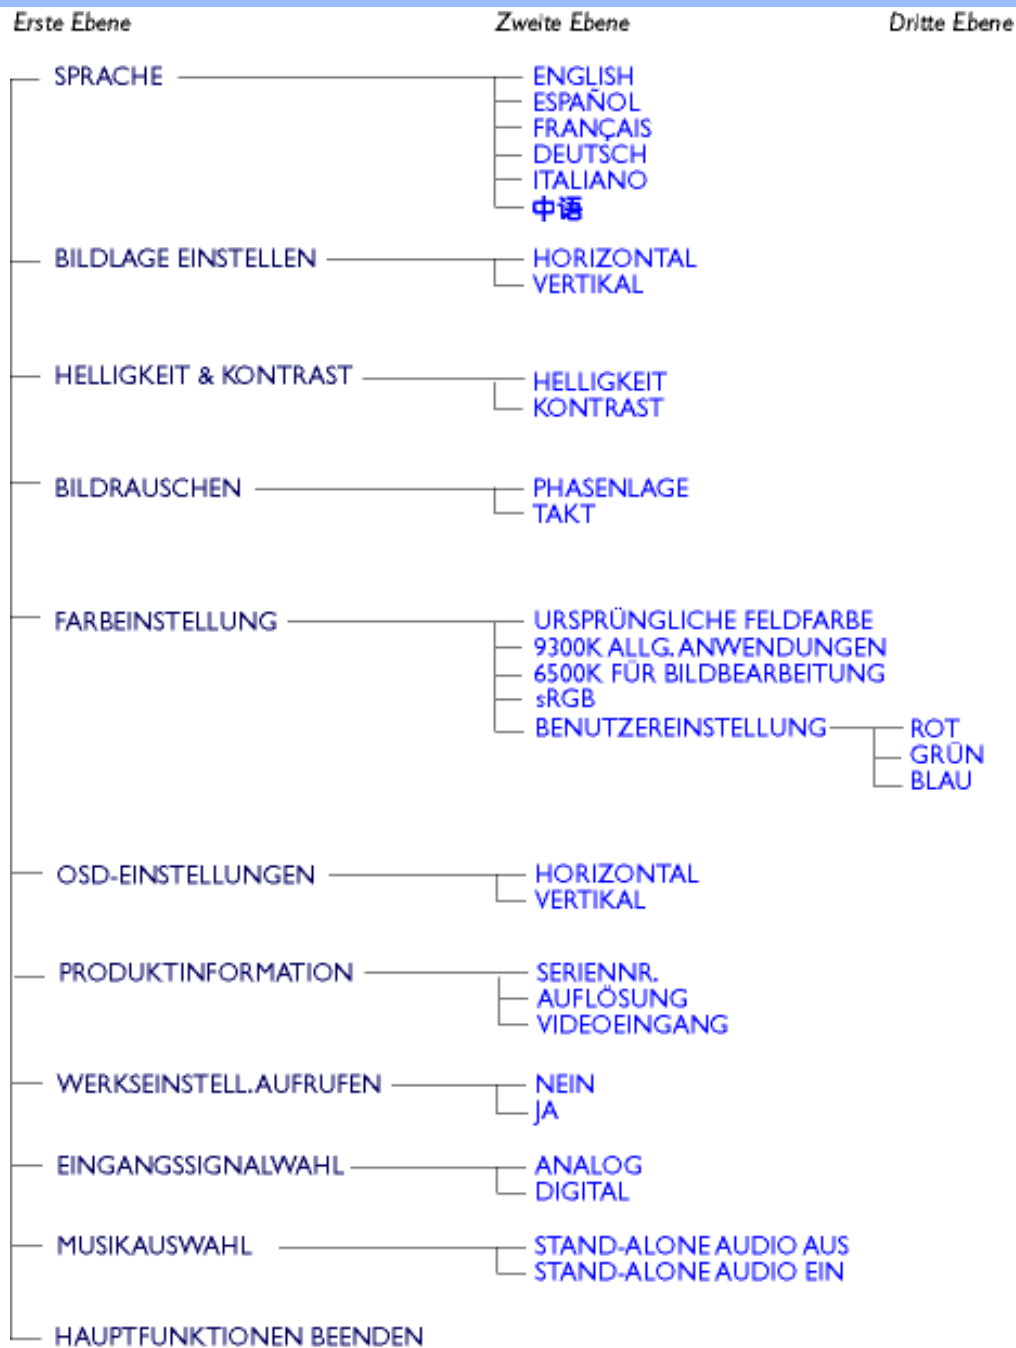 Erste Ebene Zweite Ebene Dritte Ebene
SPRACHE ENGLISH
ESPAÑOL
FRANÇAIS
DEUTSCH
ITALIANO
中语
BILDLAGE EINSTELLEN HORIZONTAL
VERTIKAL
HELLIGKEIT & KONTRAST HELLIGKEIT
KONTRAST
BILDRAUSCHEN PHASENLAGE
TAKT
FARBEINSTELLUNG URSPRÜNGLICHE FELDFARBE
9300K ALLG. ANWENDUNGEN
6500K FÜR BILDBEARBEITUNG
sRGB
BENUTZEREINSTELLUNG ROT
GRÜN
BLAU
OSD-EINSTELLUNGEN HORIZONTAL
VERTIKAL
PRODUKTINFORMATION SERIENNR.
AUFLÖSUNG
VIDEOEINGANG
WERKSEINSTELL. AUFRUFEN NEIN
JA
EINGANGSSIGNALWAHL ANALOG
DIGITAL
MUSIKAUSWAHL STAND-ALONE AUDIO AUS
STAND-ALONE AUDIO EIN
HAUPTFUNKTIONEN BEENDEN